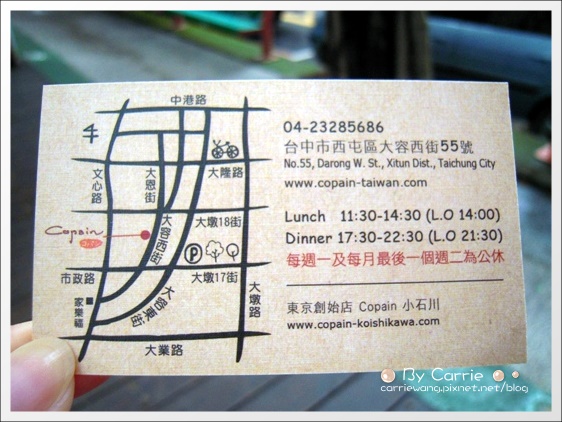 中港路
文心路
大恩街
大隆路
Copain
コパン
大容西街
大墩18街
P
市政路
大墩17街
家樂福
大容東街
大墩路
大業路
04-23285686
台中市西屯區大容西街55號
No.55, Darong W. St., Xitun Dist., Taichung City
www.copain-taiwan.com
Lunch 11:30-14:30 (L.O 14:00)
Dinner 17:30-22:30 (L.O 21:30)
每週一及每月最後一個週二為公休
東京創始店 Copain 小石川
www.copain-koishikawa.com
By Carrie
carriewang.pixnet.net/blog